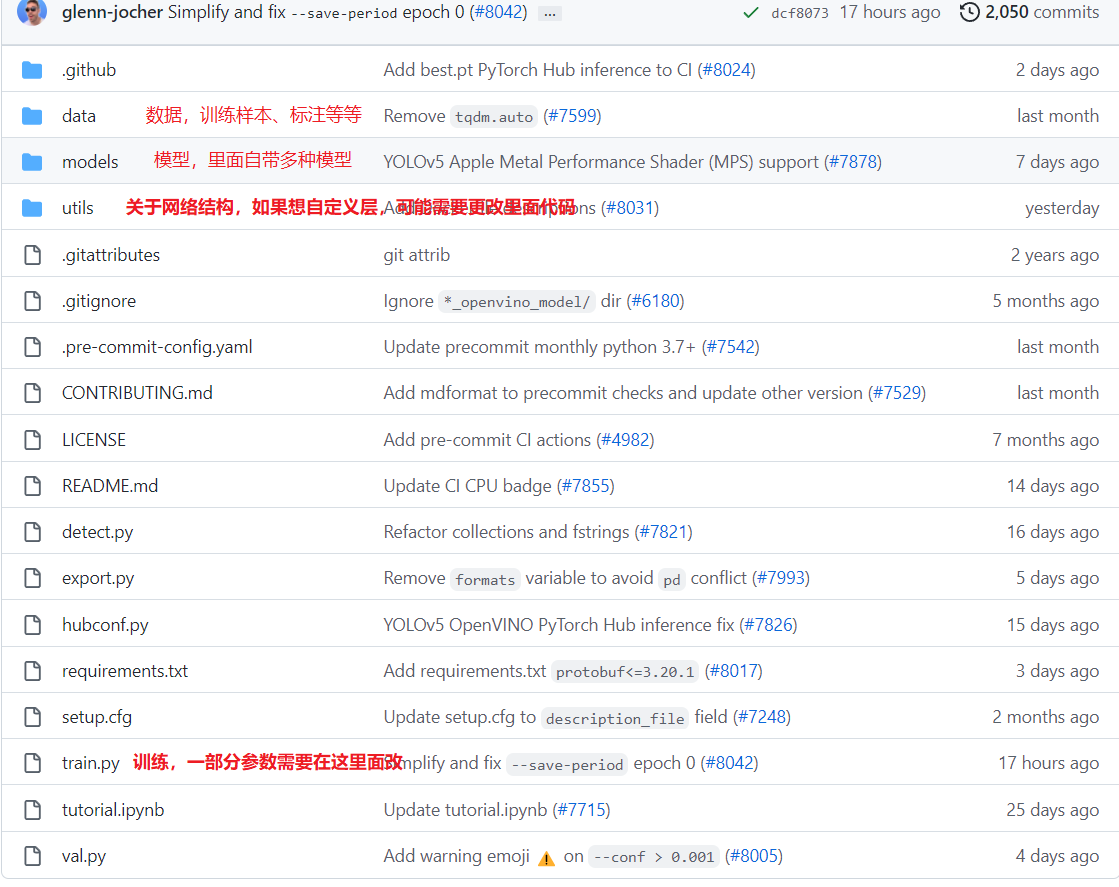 glenn-jocher Simplify and fix --save-period epoch 0 (#8042) ... dcf8073 17 hours ago 2,050 commits
.github Add best.pt PyTorch Hub inference to CI (#8024) 2 days ago
data 数据，训练样本、标注等等 Remove tqdm.auto (#7599) last month
models 模型，里面自带多种模型 YOLOv5 Apple Metal Performance Shader (MPS) support (#7878) 7 days ago
utils 关于网络结构，如果想自定义层，可能需要更改里面代码 (#8031) yesterday
.gitattributes git attrib 2 years ago
.gitignore Ignore *_openvino_model/ dir (#6180) 5 months ago
.pre-commit-config.yaml Update precommit monthly python 3.7+ (#7542) last month
CONTRIBUTING.md Add mdformat to precommit checks and update other version (#7529) last month
LICENSE Add pre-commit CI actions (#4982) 7 months ago
README.md Update CI CPU badge (#7855) 14 days ago
detect.py Refactor collections and fstrings (#7821) 16 days ago
export.py Remove formats variable to avoid pd conflict (#7993) 5 days ago
hubconf.py YOLOv5 OpenVINO PyTorch Hub inference fix (#7826) 15 days ago
requirements.txt Add requirements.txt protobuf<=3.20.1 (#8017) 3 days ago
setup.cfg Update setup.cfg to description_file field (#7248) 2 months ago
train.py 训练，一部分参数需要在这里面改 Simplify and fix --save-period epoch 0 (#8042) 17 hours ago
tutorial.ipynb Update tutorial.ipynb (#7715) 25 days ago
val.py Add warning emoji ⚠️ on --conf > 0.001 (#8005) 4 days ago